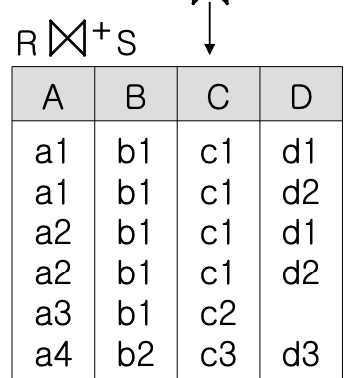 R ⋈⁺ S
A B C D
a1 b1 c1 d1
a1 b1 c1 d2
a2 b1 c1 d1
a2 b1 c1 d2
a3 b1 c2
a4 b2 c3 d3